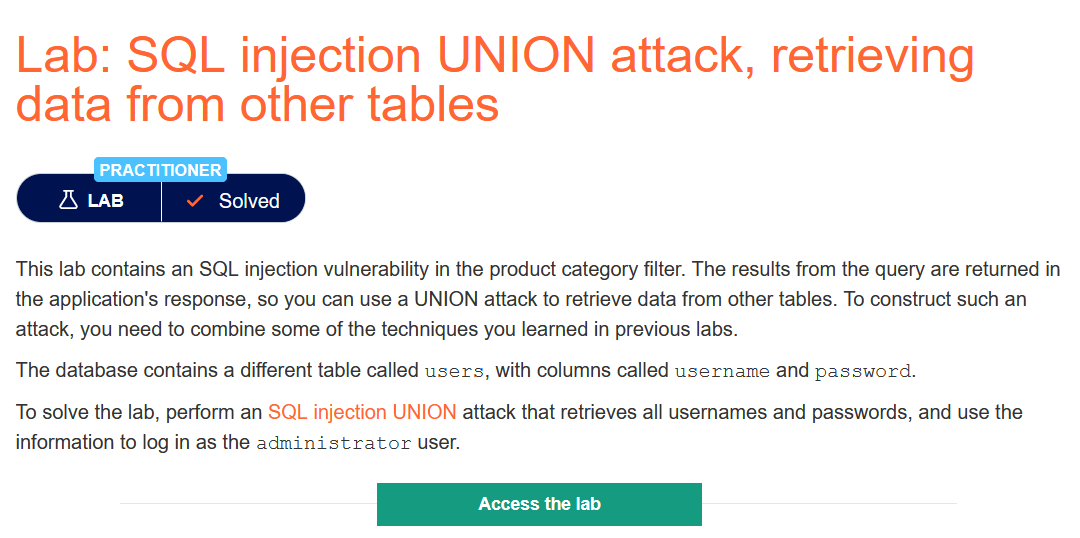 Lab: SQL injection UNION attack, retrieving
data from other tables
PRACTITIONER
LAB Solved
This lab contains an SQL injection vulnerability in the product category filter. The results from the query are returned in
the application's response, so you can use a UNION attack to retrieve data from other tables. To construct such an
attack, you need to combine some of the techniques you learned in previous labs.
The database contains a different table called users, with columns called username and password.
To solve the lab, perform an SQL injection UNION attack that retrieves all usernames and passwords, and use the
information to log in as the administrator user.
Access the lab